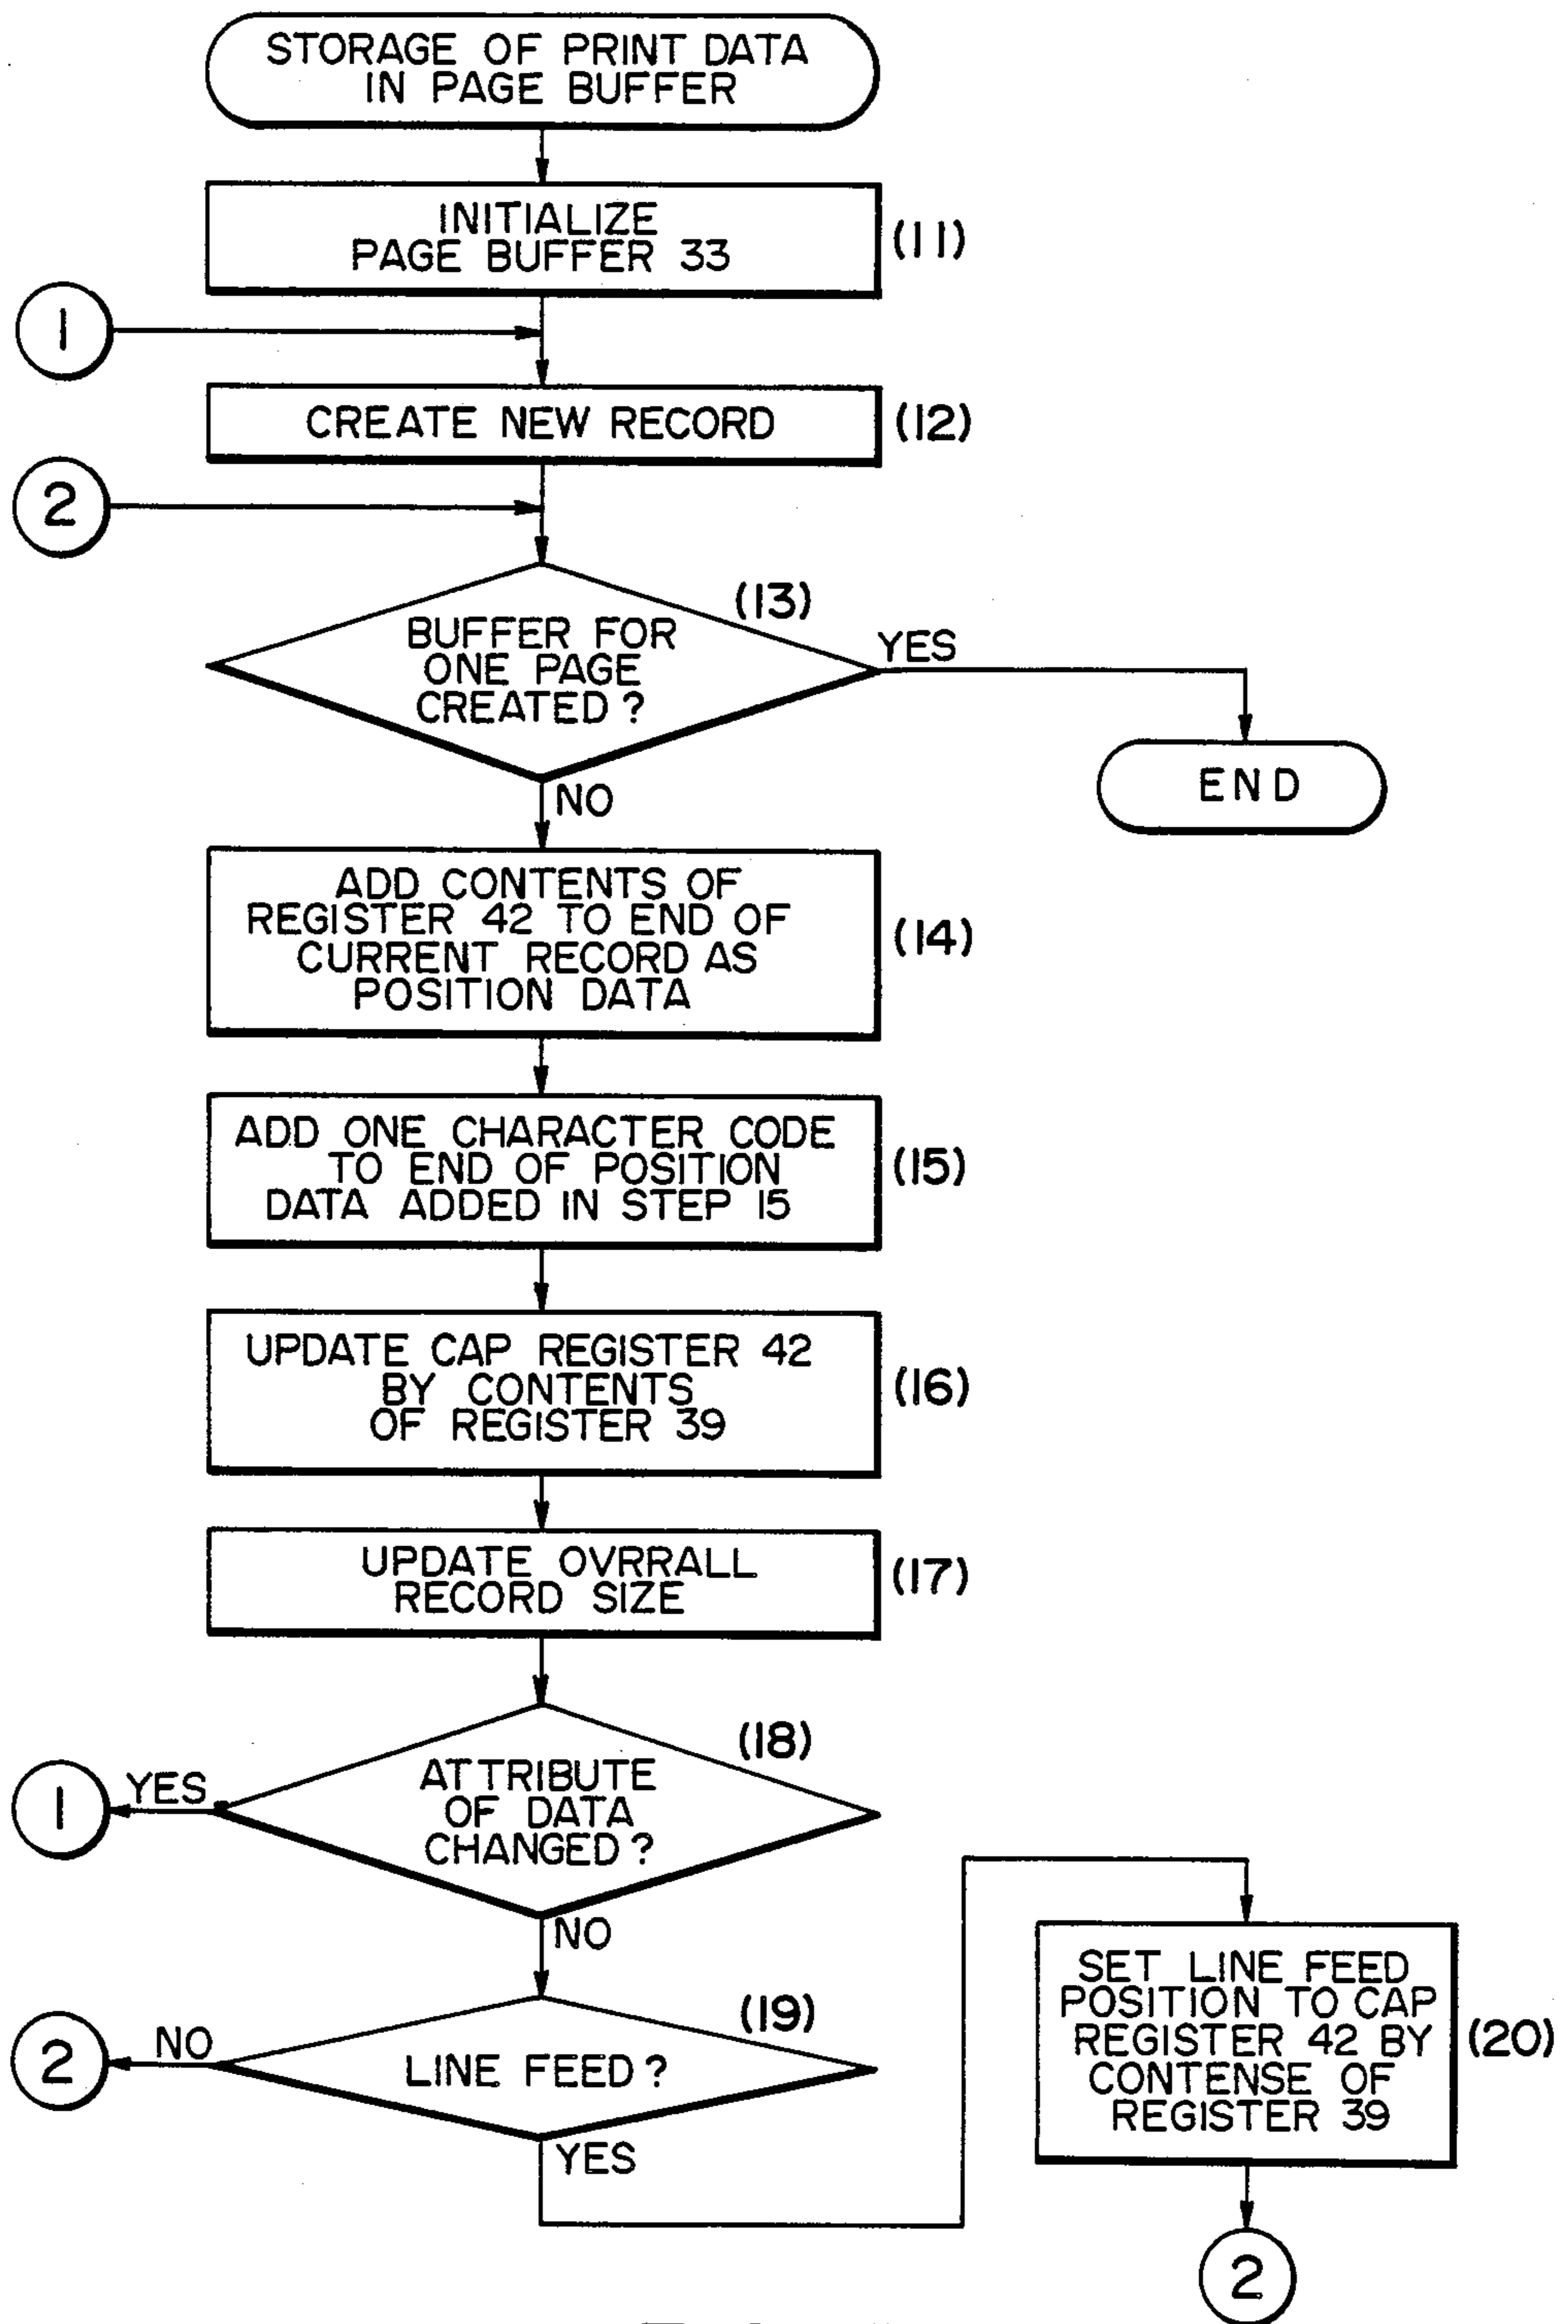 STORAGE OF PRINT DATA
IN PAGE BUFFER
INITIALIZE
PAGE BUFFER 33
(11)
1
CREATE NEW RECORD
(12)
2
(13)
BUFFER FOR
ONE PAGE
CREATED ?
YES
END
NO
ADD CONTENTS OF
REGISTER 42 TO END OF
CURRENT RECORD AS
POSITION DATA
(14)
ADD ONE CHARACTER CODE
TO END OF POSITION
DATA ADDED IN STEP 15
(15)
UPDATE CAP REGISTER 42
BY CONTENTS
OF REGISTER 39
(16)
UPDATE OVRRALL
RECORD SIZE
(17)
(18)
ATTRIBUTE
OF DATA
CHANGED ?
YES
1
NO
(19)
LINE FEED ?
NO
2
YES
SET LINE FEED
POSITION TO CAP
REGISTER 42 BY
CONTENSE OF
REGISTER 39
(20)
2